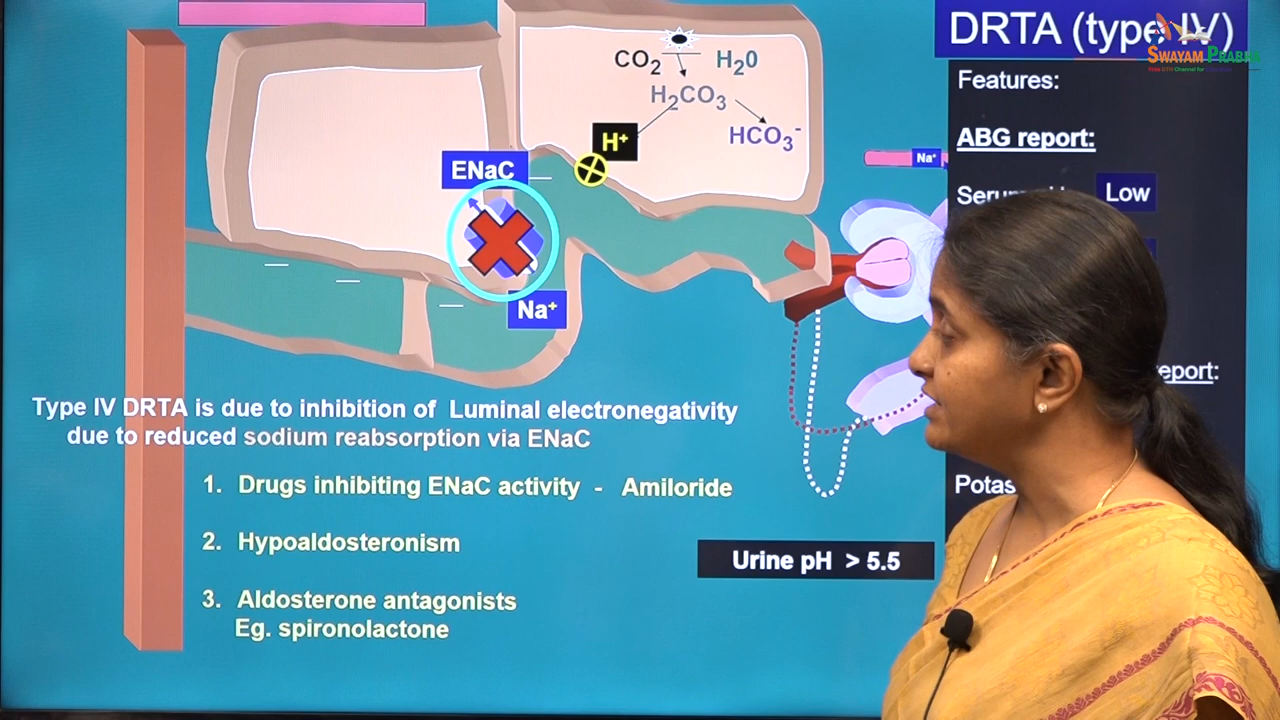 DRTA (type IV)
SWAYAM PRABHA
Features:
ABG report:
Low
eport:
Potas
CO2 H20
H2CO3
H+
HCO3-
ENaC
Na+
Na+
Type IV DRTA is due to inhibition of Luminal electronegativity
due to reduced sodium reabsorption via ENaC
1. Drugs inhibiting ENaC activity - Amiloride
2. Hypoaldosteronism
3. Aldosterone antagonists
Eg. spironolactone
Urine pH > 5.5